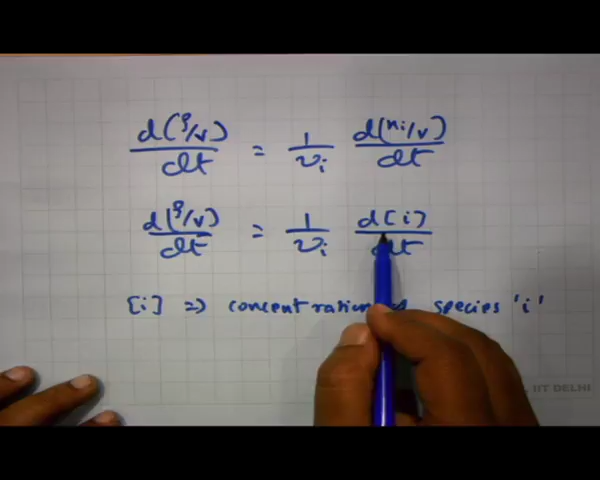 d(ξ/v)/dt = 1/νi d(ni/v)/dt
d(ξ/v)/dt = 1/νi d[i]/dt
[i] => concentration species 'i'
IIT DELHI